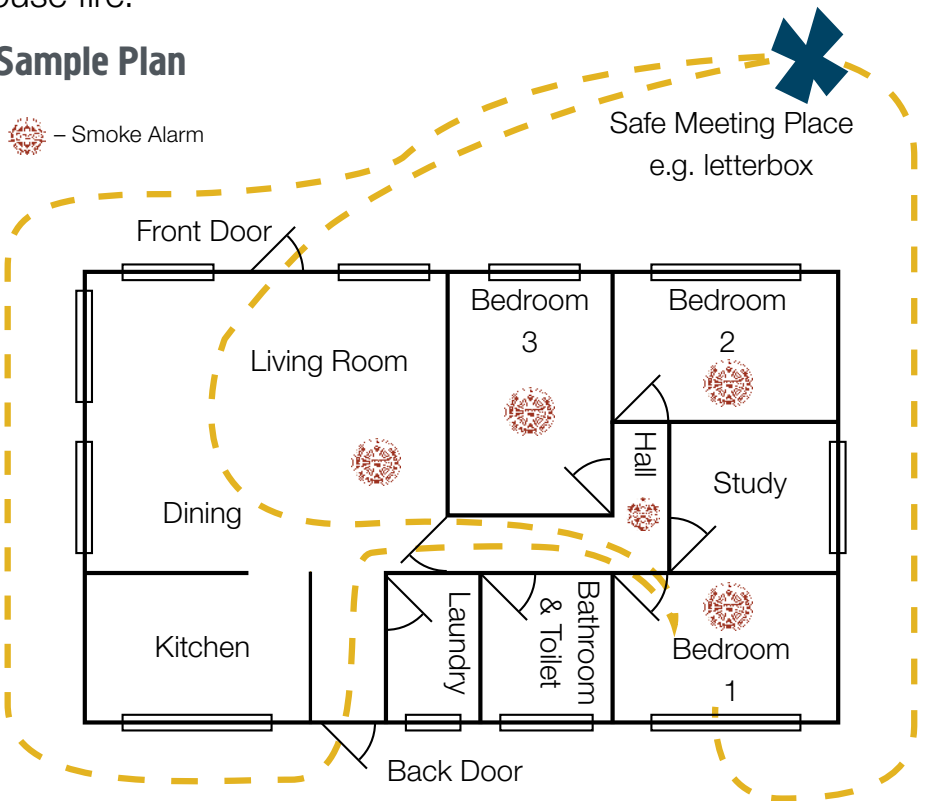 ouse fire.
Sample Plan
– Smoke Alarm
Safe Meeting Place
e.g. letterbox
Front Door
Bedroom
3
Bedroom
2
Living Room
Hall
Study
Dining
Kitchen
Laundry
Bathroom
& Toilet
Bedroom
1
Back Door